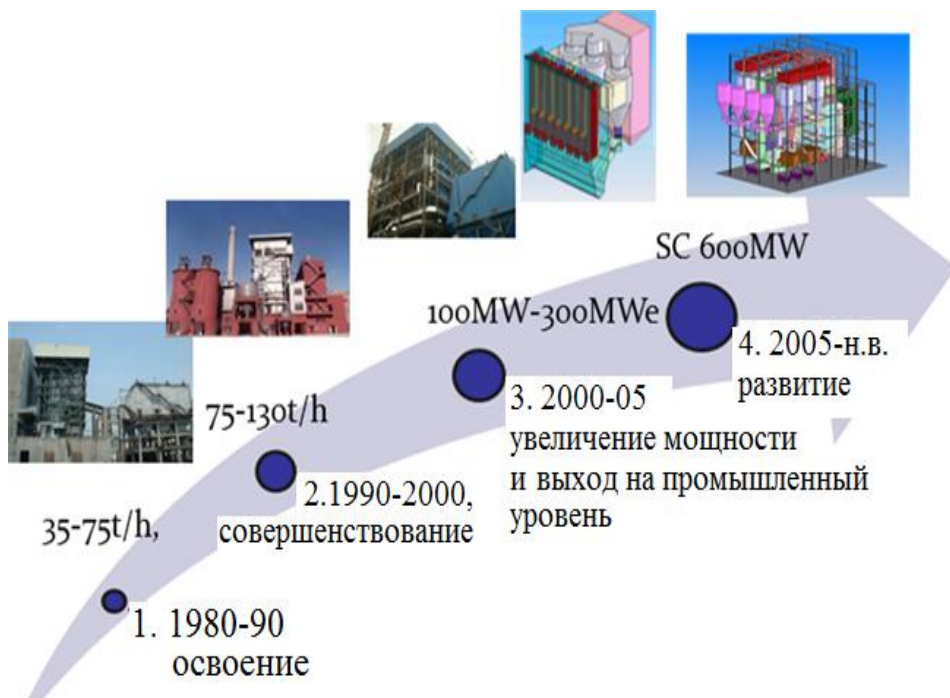 SC 600MW
100MW-300MWe
4. 2005-н.в.
развитие
3. 2000-05
увеличение мощности
и выход на промышленный
уровень
75-130t/h
2.1990-2000,
совершенствование
35-75t/h,
1. 1980-90
освоение